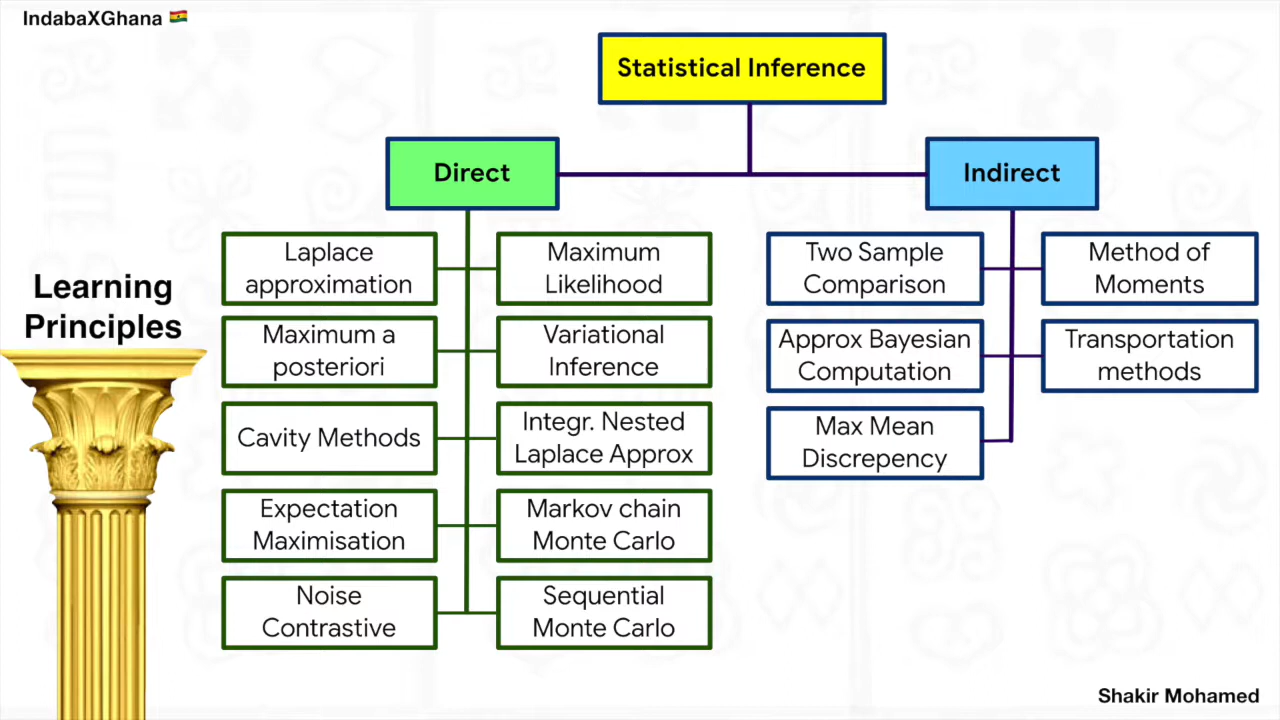 IndabaXGhana 🇬🇭
Statistical Inference
Direct
Indirect
Learning
Principles
Laplace
approximation
Maximum
Likelihood
Maximum a
posteriori
Variational
Inference
Cavity Methods
Integr. Nested
Laplace Approx
Expectation
Maximisation
Markov chain
Monte Carlo
Noise
Contrastive
Sequential
Monte Carlo
Two Sample
Comparison
Method of
Moments
Approx Bayesian
Computation
Transportation
methods
Max Mean
Discrepency
Shakir Mohamed